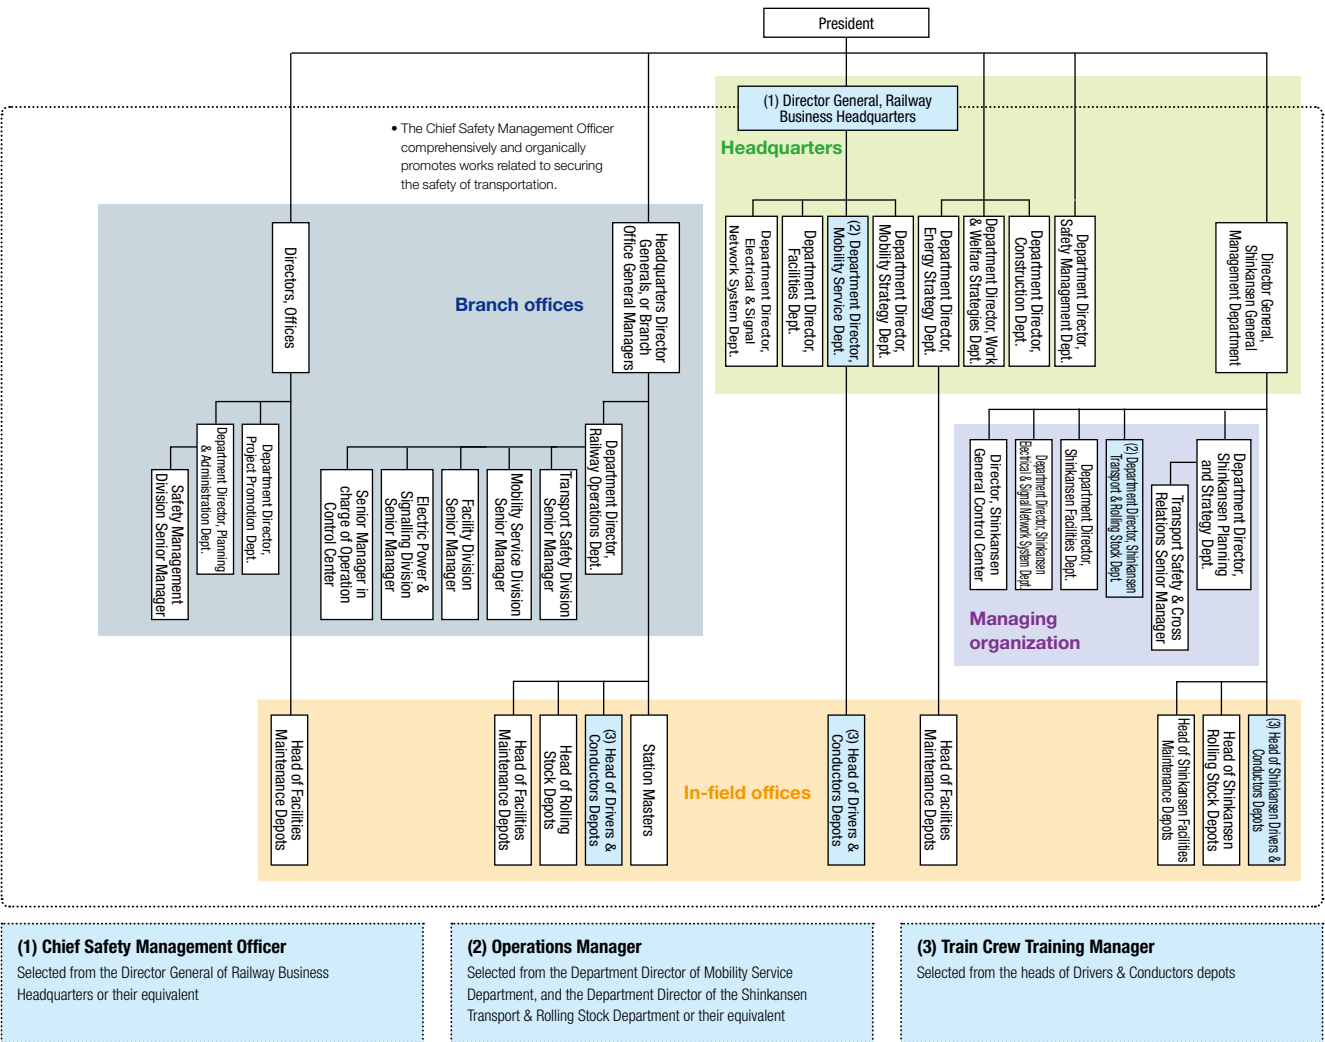 President
(1) Director General, Railway
Business Headquarters
• The Chief Safety Management Officer
comprehensively and organically
promotes works related to securing
the safety of transportation.
Headquarters
Department Director,
Electrical & Signal
Network System Dept.
Department Director,
Facilities Dept.
(2) Department Director,
Mobility Service Dept.
Department Director,
Mobility Strategy Dept.
Department Director,
Energy Strategy Dept.
Department Director, Work
& Welfare Strategies Dept.
Department Director,
Construction Dept.
Department Director,
Safety Management Dept.
Director General,
Shinkansen General
Management Department
Directors, Offices
Branch offices
Headquarters Director
Generals, or Branch
Office General Managers
Safety Management
Division Senior Manager
Department Director, Planning
& Administration Dept.
Department Director,
Project Promotion Dept.
Senior Manager in
charge of Operation
Control Center
Electric Power &
Signalling Division
Senior Manager
Facility Division
Senior Manager
Mobility Service Division
Senior Manager
Transport Safety Division
Senior Manager
Department Director,
Railway Operations Dept.
Director, Shinkansen
General Control Center
Department Director, Shinkansen
Electrical & Signal Network System Dept.
Department Director,
Shinkansen Facilities Dept.
(2) Department Director, Shinkansen
Transport & Rolling Stock Dept.
Transport Safety & Cross
Relations Senior Manager
Department Director,
Shinkansen Planning
and Strategy Dept.
Managing
organization
Head of Facilities
Maintenance Depots
Head of Facilities
Maintenance Depots
Head of Rolling
Stock Depots
(3) Head of Drivers &
Conductors Depots
Station Masters
In-field offices
(3) Head of Drivers &
Conductors Depots
Head of Facilities
Maintenance Depots
Head of Shinkansen Facilities
Maintenance Depots
Head of Shinkansen
Rolling Stock Depots
(3) Head of Shinkansen Drivers &
Conductors Depots
(1) Chief Safety Management Officer
Selected from the Director General of Railway Business
Headquarters or their equivalent
(2) Operations Manager
Selected from the Department Director of Mobility Service
Department, and the Department Director of the Shinkansen
Transport & Rolling Stock Department or their equivalent
(3) Train Crew Training Manager
Selected from the heads of Drivers & Conductors depots